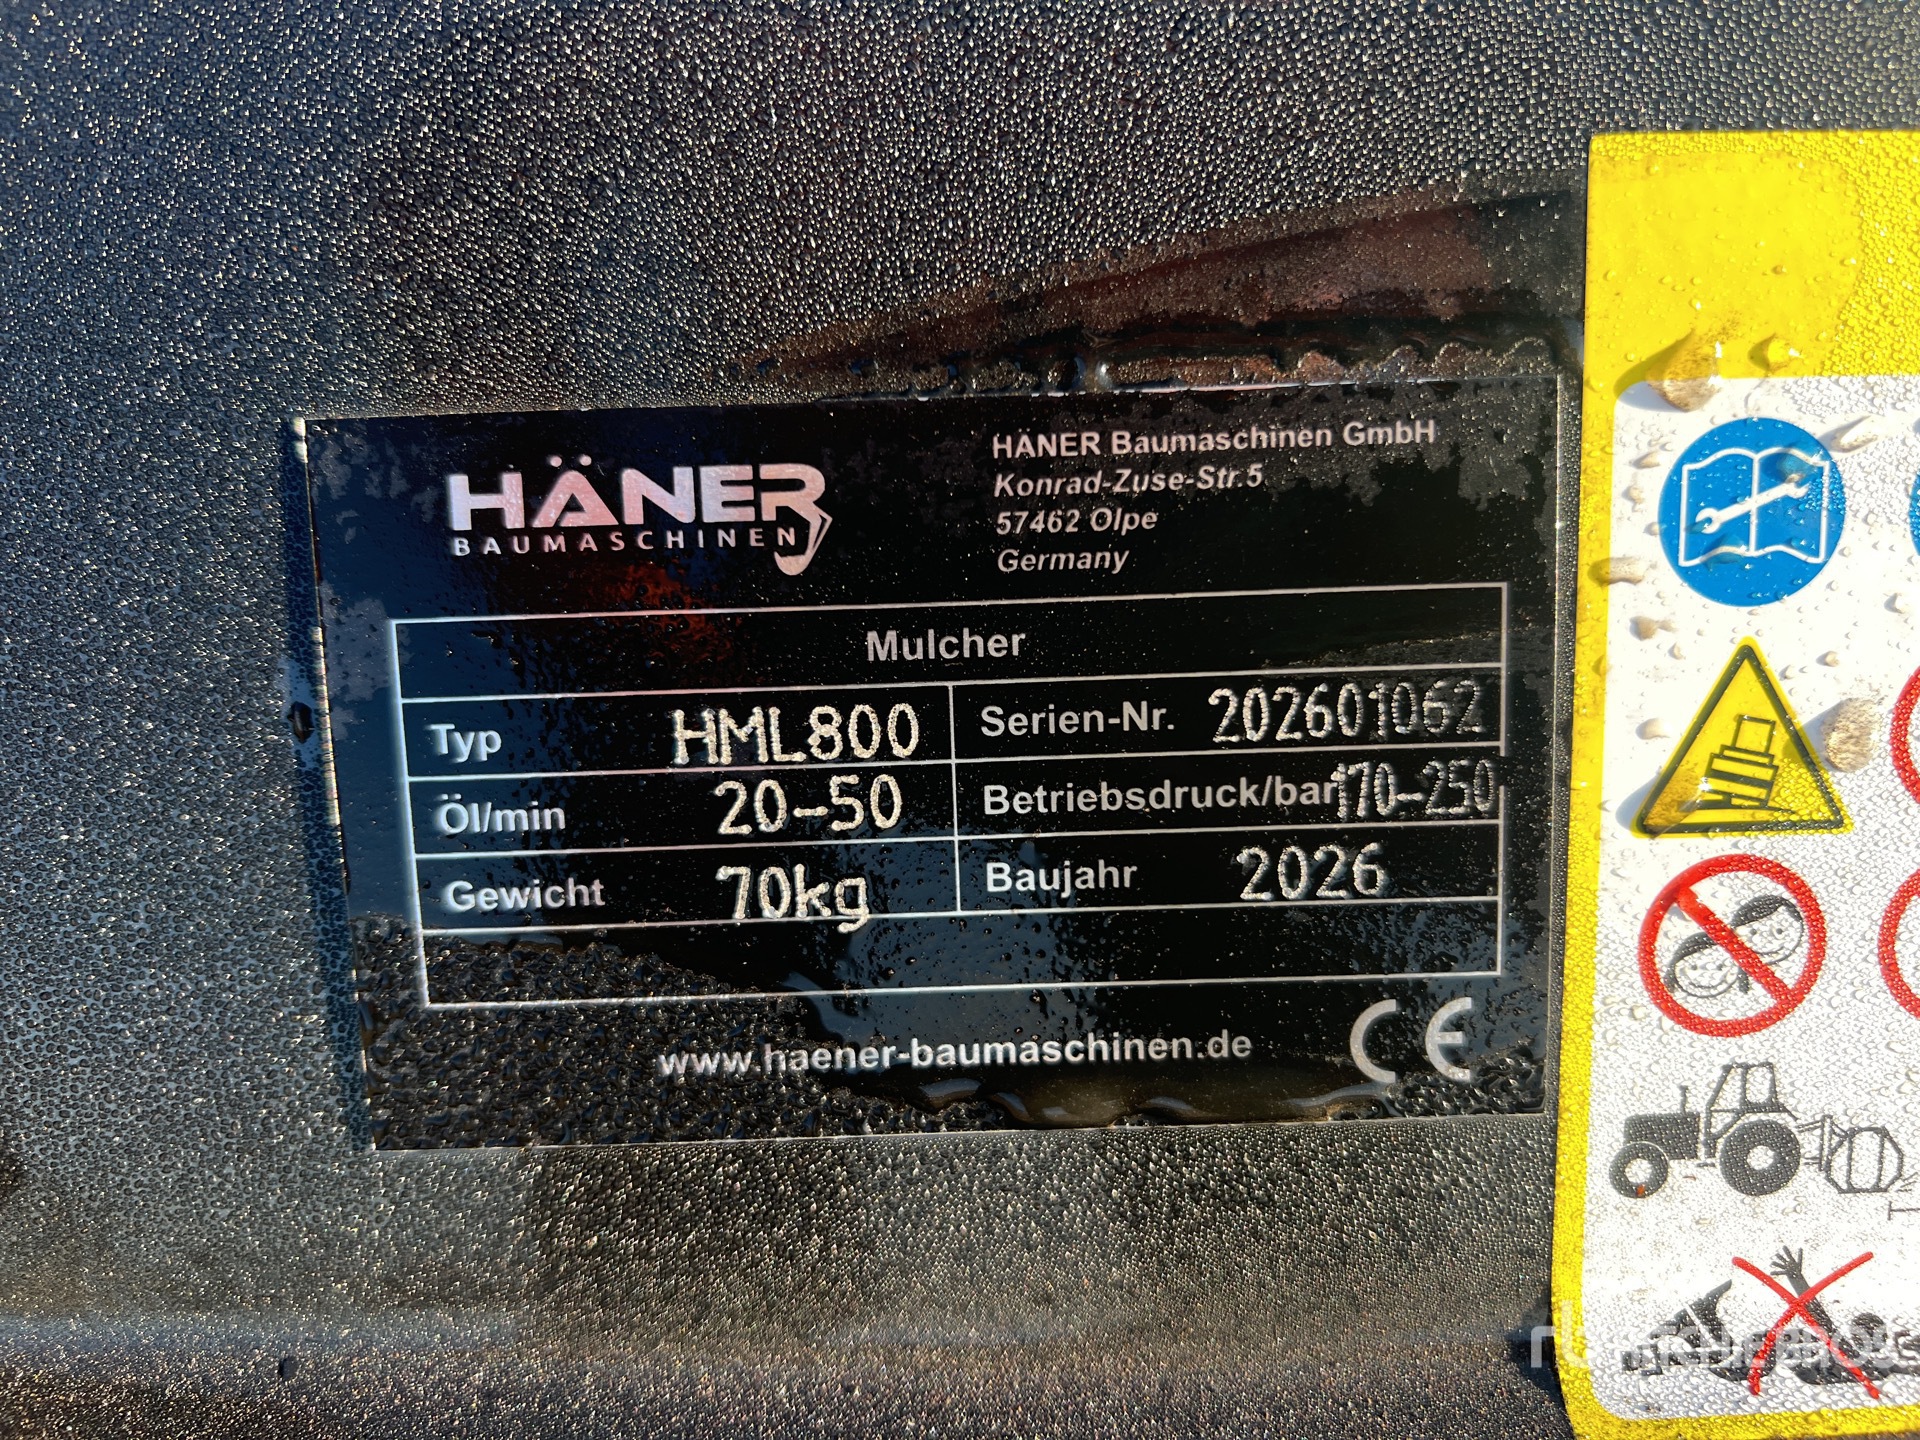 HÄNER
BAUMASCHINEN
HÄNER Baumaschinen GmbH
Konrad-Zuse-Str.5
57462 Olpe
Germany
Mulcher
Typ HML800 Serien-Nr. 202601062
Öl/min 20-50 Betriebsdruck/bar 170-250
Gewicht 70kg Baujahr 2026
www.haener-baumaschinen.de CE